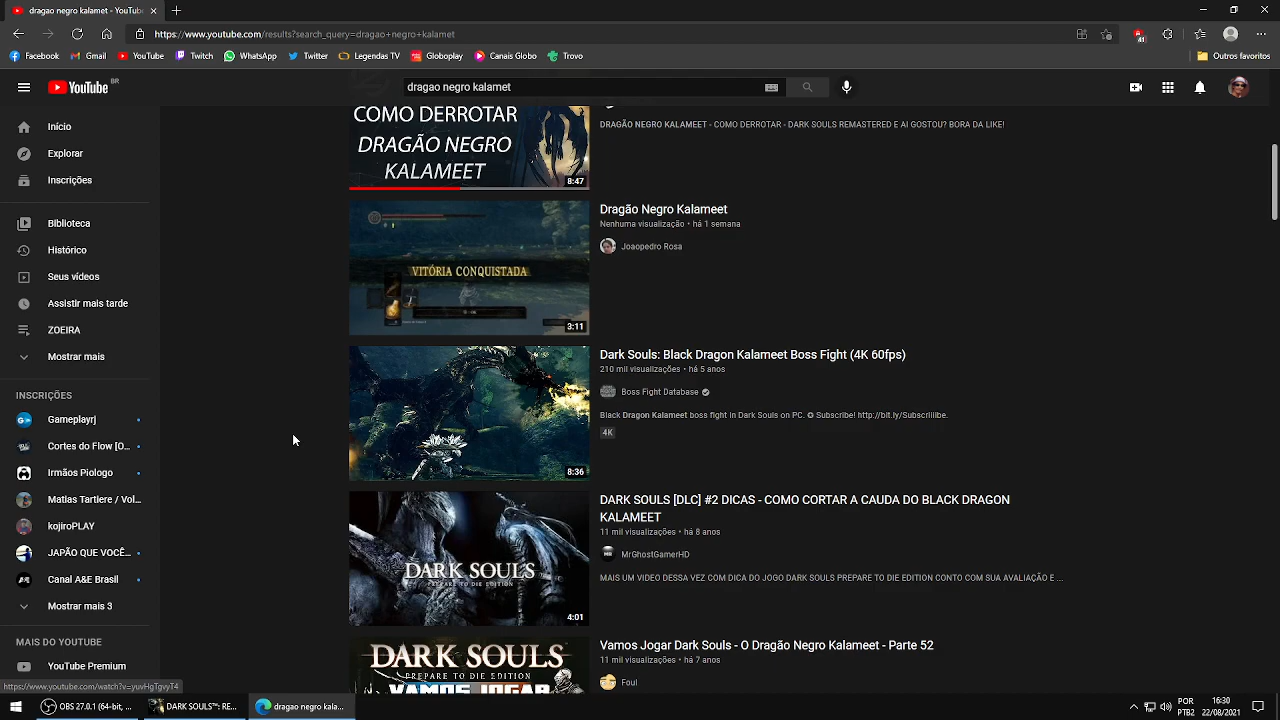 dragao negro kalamet - YouTube
https://www.youtube.com/results?search_query=dragao+negro+kalamet
Facebook
Gmail
YouTube
Twitch
WhatsApp
Twitter
Legendas TV
Globoplay
Canais Globo
Trovo
Outros favoritos
YouTube BR
dragao negro kalamet
Início
Explorar
Inscrições
Biblioteca
Histórico
Seus vídeos
Assistir mais tarde
ZOEIRA
Mostrar mais
INSCRIÇÕES
Gameplayrj
Cortes do Flow [O...
Irmãos Piologo
Matias Tartiere / Vol...
kojiroPLAY
JAPÃO QUE VOCÊ...
Canal A&E Brasil
Mostrar mais 3
MAIS DO YOUTUBE
YouTube Premium
COMO DERROTAR
DRAGÃO NEGRO
KALAMEET
8:47
DRAGÃO NEGRO KALAMEET - COMO DERROTAR - DARK SOULS REMASTERED E AI GOSTOU? BORA DA LIKE!
VITÓRIA CONQUISTADA
3:11
Dragão Negro Kalameet
Nenhuma visualização • há 1 semana
Joaopedro Rosa
8:36
Dark Souls: Black Dragon Kalameet Boss Fight (4K 60fps)
210 mil visualizações • há 5 anos
Boss Fight Database
Black Dragon Kalameet boss fight in Dark Souls on PC. ✪ Subscribe! http://bit.ly/Subscriiiibe.
4K
DARK SOULS
PREPARE TO DIE EDITION
4:01
DARK SOULS [DLC] #2 DICAS - COMO CORTAR A CAUDA DO BLACK DRAGON
KALAMEET
11 mil visualizações • há 8 anos
MrGhostGamerHD
MAIS UM VIDEO DESSA VEZ COM DICA DO JOGO DARK SOULS PREPARE TO DIE EDITION CONTO COM SUA AVALIAÇÃO E ...
DARK SOULS
PREPARE TO DIE EDITION
VAMOS JOGAR
Vamos Jogar Dark Souls - O Dragão Negro Kalameet - Parte 52
11 mil visualizações • há 7 anos
Foul
https://www.youtube.com/watch?v=yuvHgTgvyT4
OBS 27.0.1 (64-bit, ...
DARK SOULS™: RE...
dragao negro kala...
POR
PTB2
16:30
22/08/2021